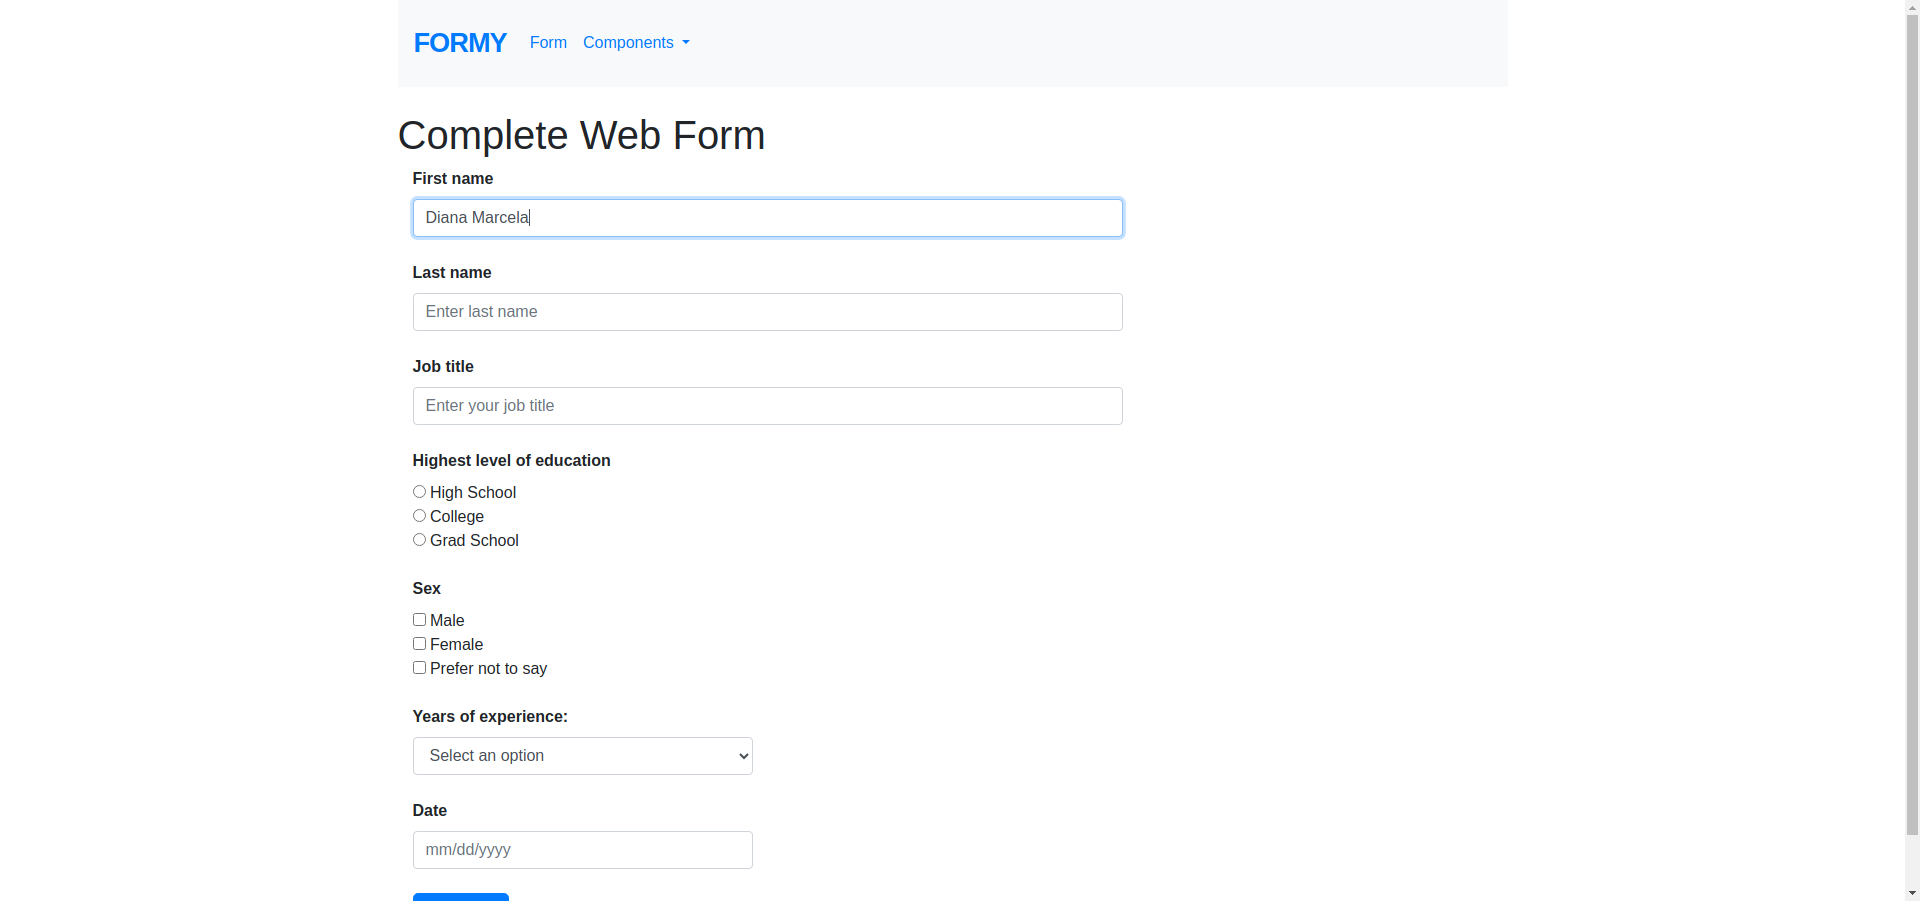 FORMY Form Components
Complete Web Form
First name
Diana Marcela
Last name
Enter last name
Job title
Enter your job title
Highest level of education
High School
College
Grad School
Sex
Male
Female
Prefer not to say
Years of experience:
Select an option
Date
mm/dd/yyyy